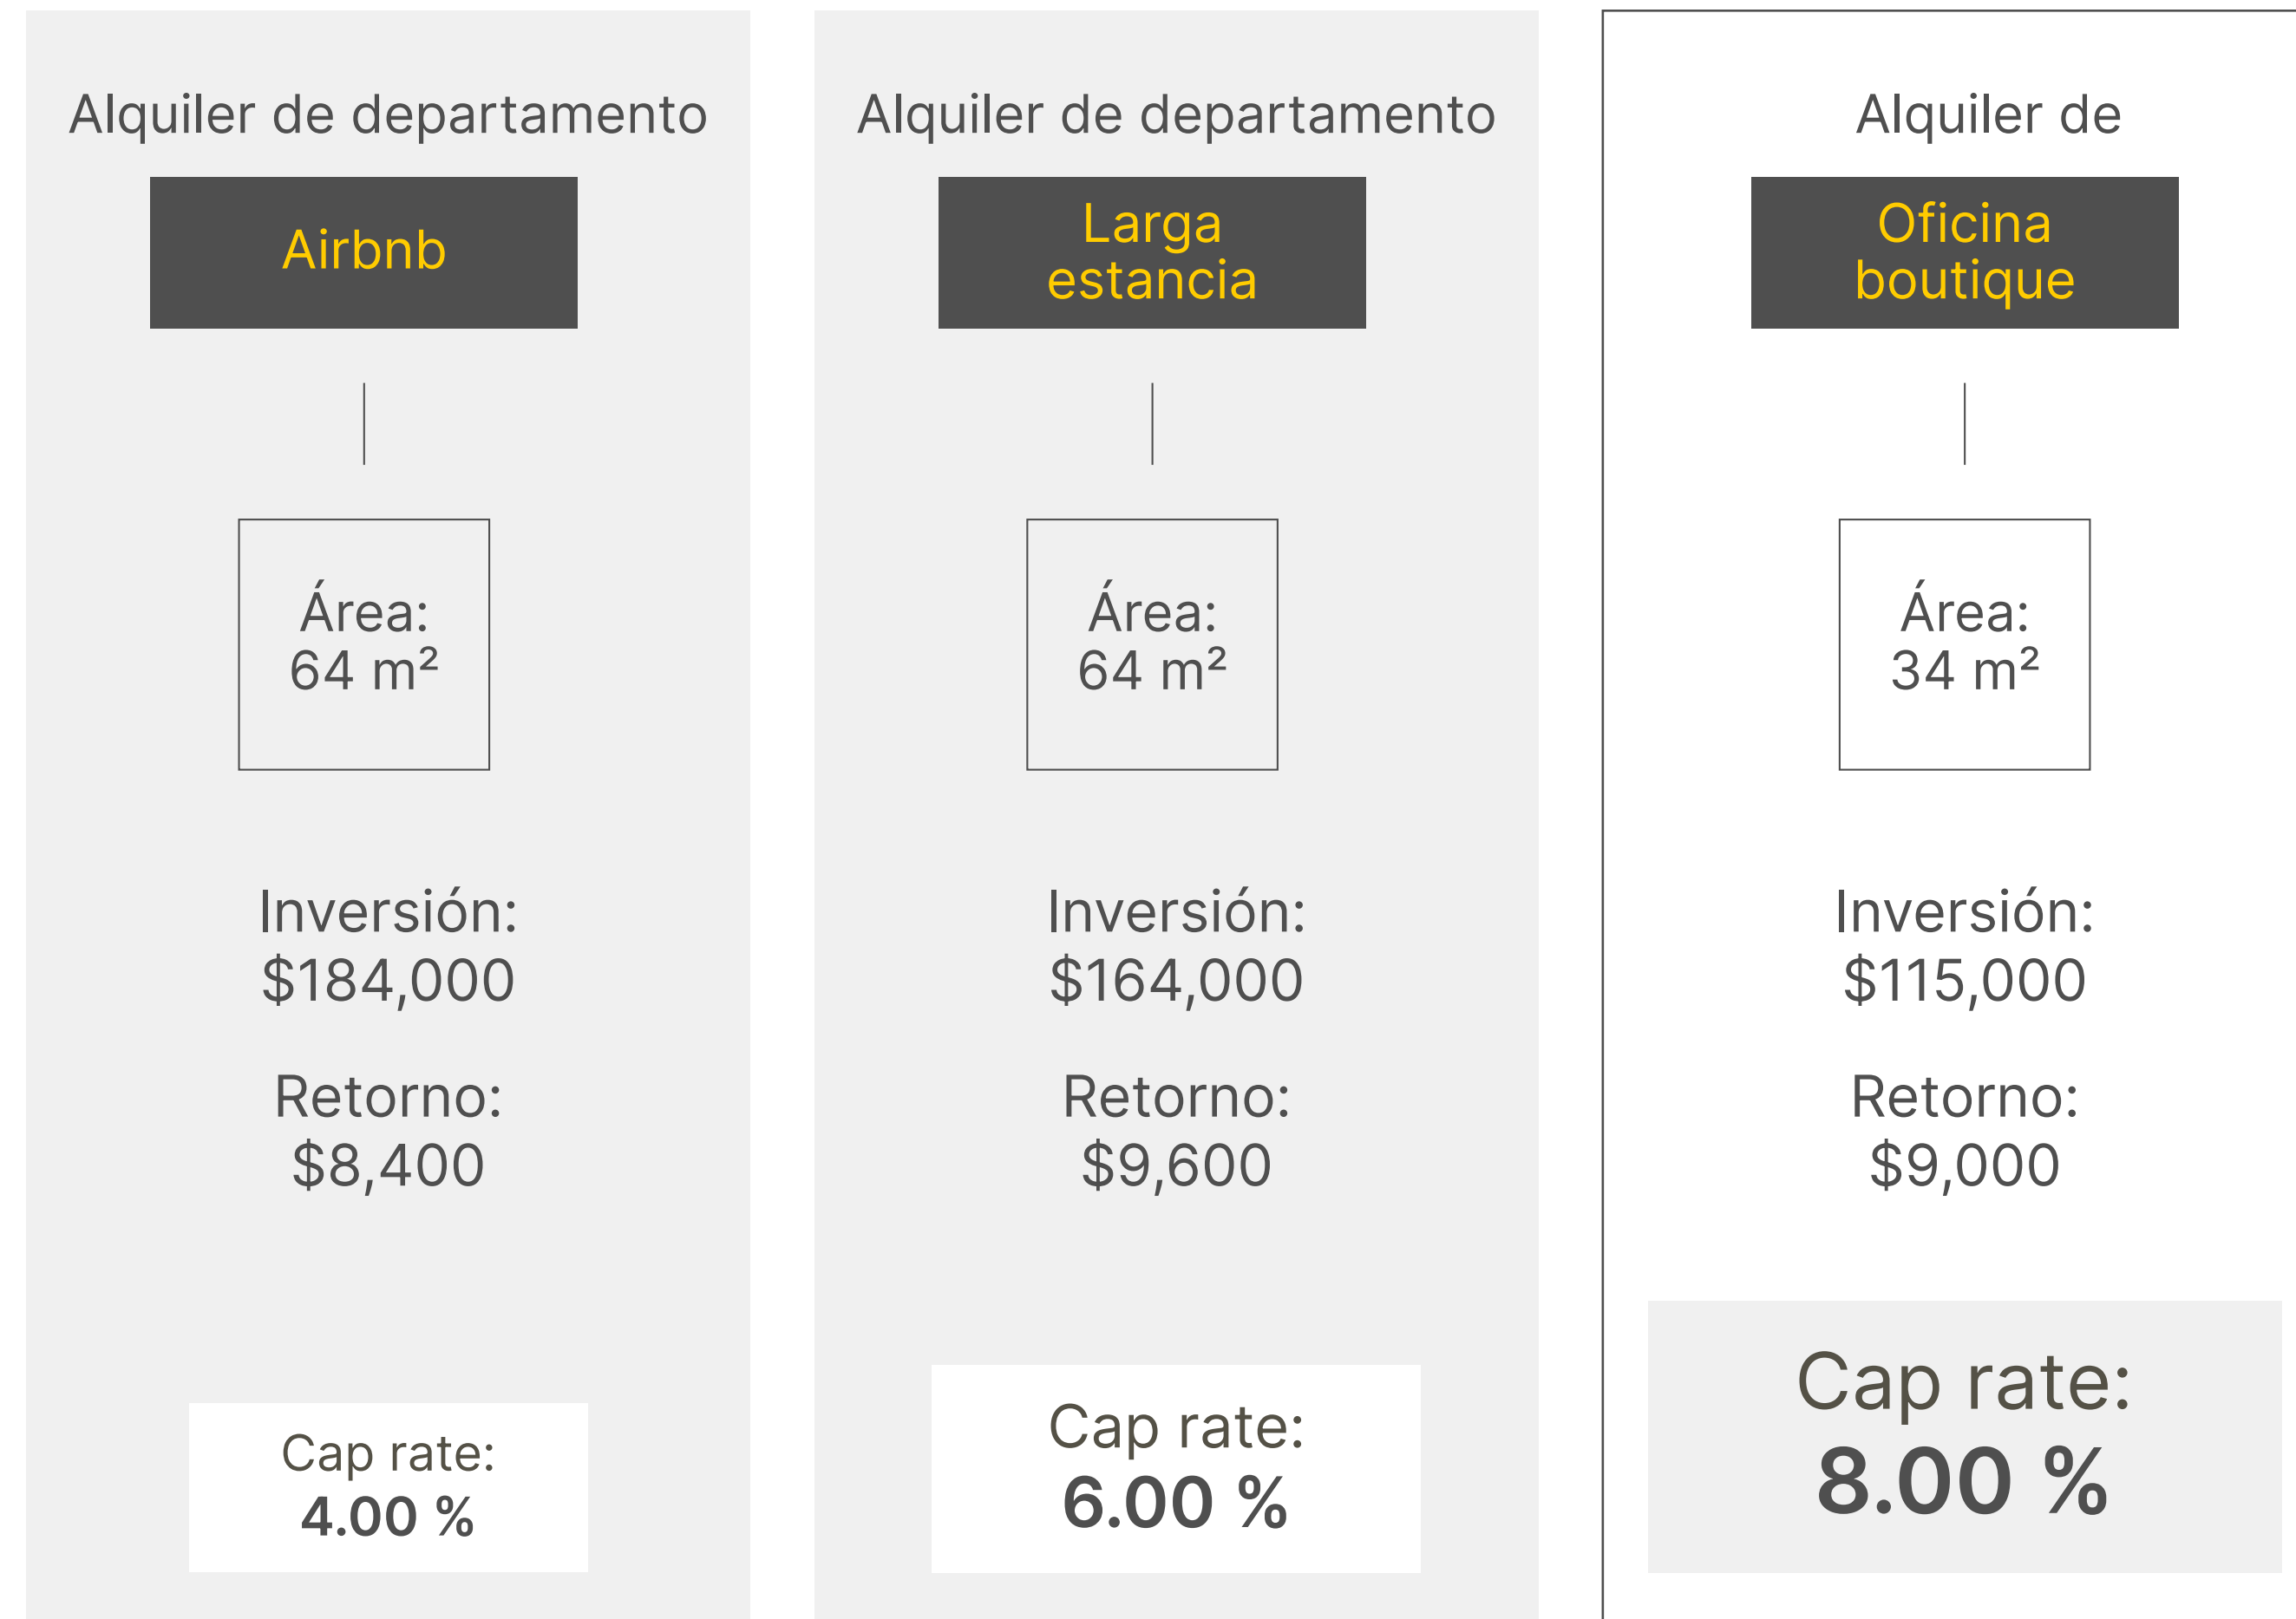 Alquiler de departamento
Airbnb
Área:
64 m²
Inversión:
$184,000
Retorno:
$8,400
Cap rate:
4.00 %
Alquiler de departamento
Larga
estancia
Área:
64 m²
Inversión:
$164,000
Retorno:
$9,600
Cap rate:
6.00 %
Alquiler de
Oficina
boutique
Área:
34 m²
Inversión:
$115,000
Retorno:
$9,000
Cap rate:
8.00 %